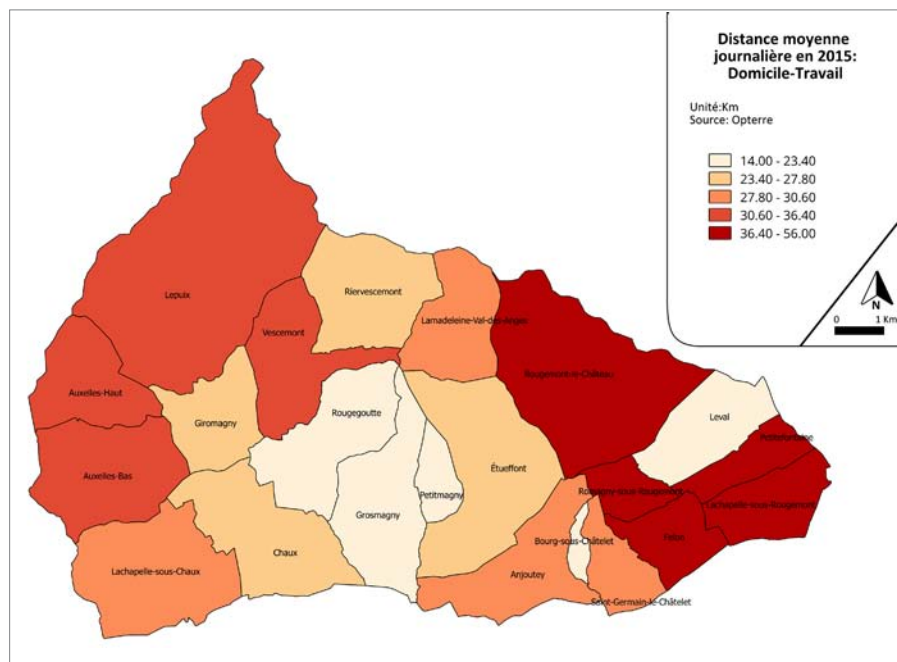 Distance moyenne
journalière en 2015:
Domicile-Travail
Unité:Km
Source: Opterre
14.00 - 23.40
23.40 - 27.80
27.80 - 30.60
30.60 - 36.40
36.40 - 56.00
N
0 1 Km
Lepuix
Riervescemont
Lamadeleine-Val-des-Anges
Vescemont
Rougemont-le-Château
Auxelles-Haut
Rougegoutte
Leval
Giromagny
Petitefontaine
Étueffont
Auxelles-Bas
Petitmagny
Romagny-sous-Rougemont
Lachapelle-sous-Rougemont
Grosmagny
Felon
Bourg-sous-Châtelet
Chaux
Lachapelle-sous-Chaux
Anjoutey
Saint-Germain-le-Châtelet